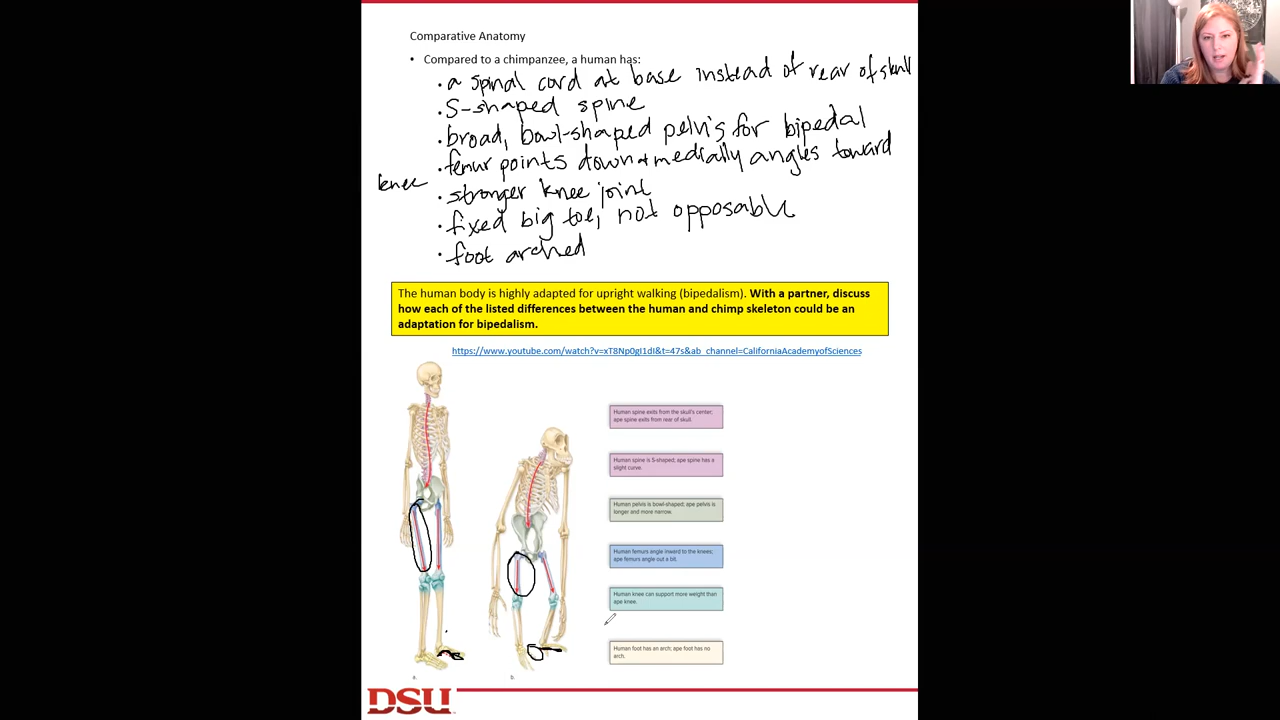 Comparative Anatomy
• Compared to a chimpanzee, a human has:
• a spinal cord at base instead of rear of skull
• S-shaped spine
• broad, bowl-shaped pelvis for bipedal
• femur points down + medially angles toward
knee
• stronger knee joint
• fixed big toe, not opposable
• foot arched
The human body is highly adapted for upright walking (bipedalism). With a partner, discuss
how each of the listed differences between the human and chimp skeleton could be an
adaptation for bipedalism.
https://www.youtube.com/watch?v=xT8Np0gI1dI&t=47s&ab_channel=CaliforniaAcademyofSciences
Human spine exits from the skull's center;
ape spine exits from rear of skull.
Human spine is S-shaped; ape spine has a
slight curve.
Human pelvis is bowl-shaped; ape pelvis is
longer and more narrow.
Human femurs angle inward to the knees;
ape femurs angle out a bit.
Human knee can support more weight than
ape knee.
Human foot has an arch; ape foot has no
arch.
a.
b.
DSU